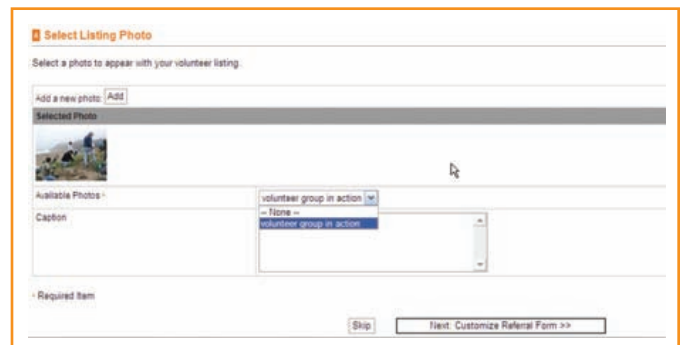 4 Select Listing Photo
Select a photo to appear with your volunteer listing.
Add a new photo: Add
Selected Photo
Available Photos
volunteer group in action
-- None --
volunteer group in action
Caption
Required Item
Skip
Next: Customize Referral Form >>